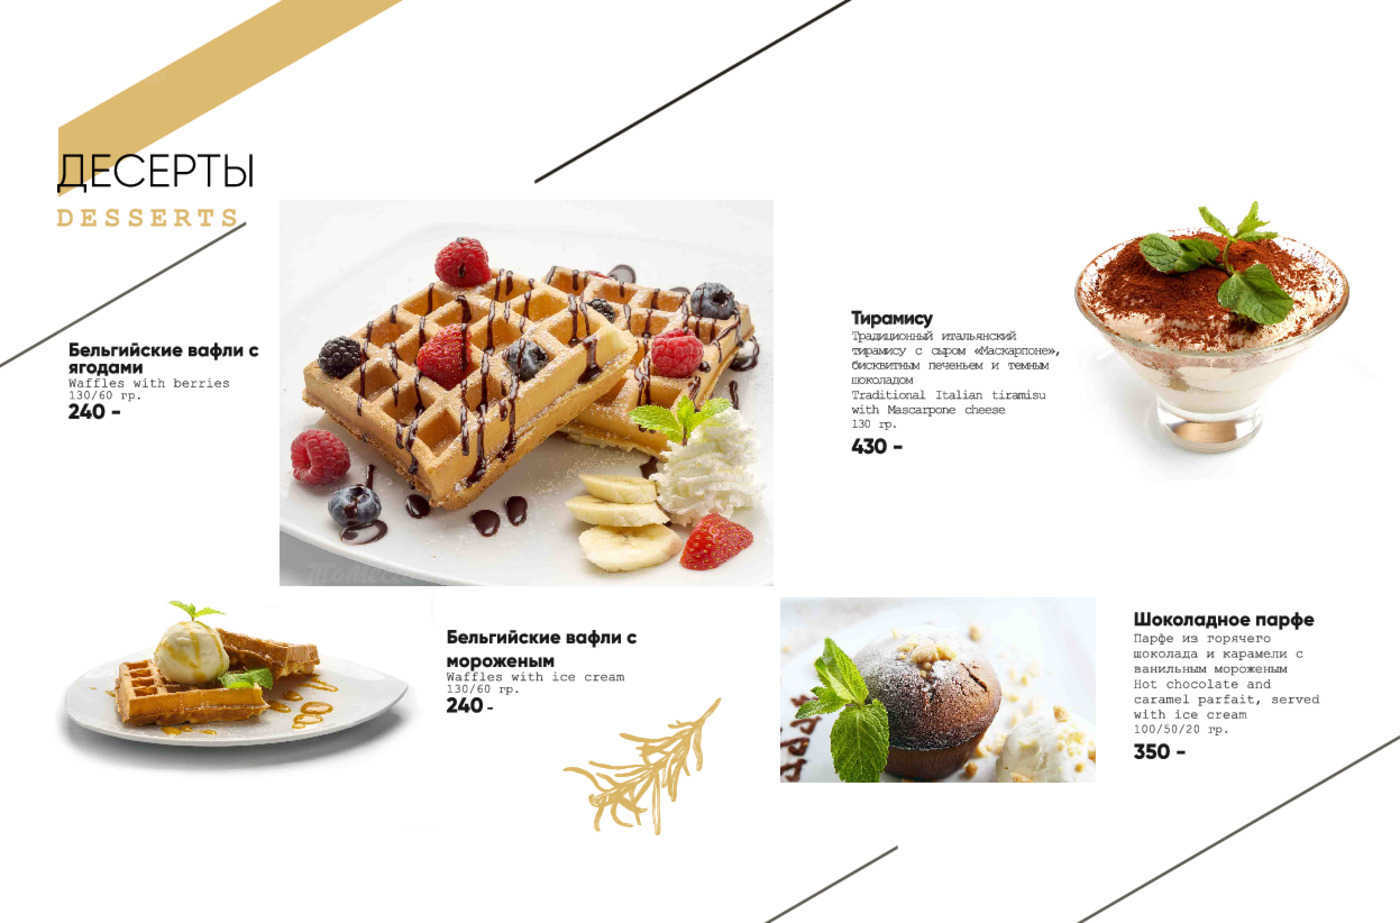 ДЕСЕРТЫ
DESSERTS
Бельгийские вафли с
ягодами
Waffles with berries
130/60 гр.
240 -
Тирамису
Традиционный итальянский
тирамису с сыром «Маскарпоне»,
бисквитным печеньем и темным
шоколадом
Traditional Italian tiramisu
with Mascarpone cheese
130 гр.
430 -
Бельгийские вафли с
мороженым
Waffles with ice cream
130/60 гр.
240 -
Шоколадное парфе
Парфе из горячего
шоколада и карамели с
ванильным мороженым
Hot chocolate and
caramel parfait, served
with ice cream
100/50/20 гр.
350 -